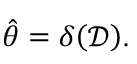 θ̂ = δ(𝒟).